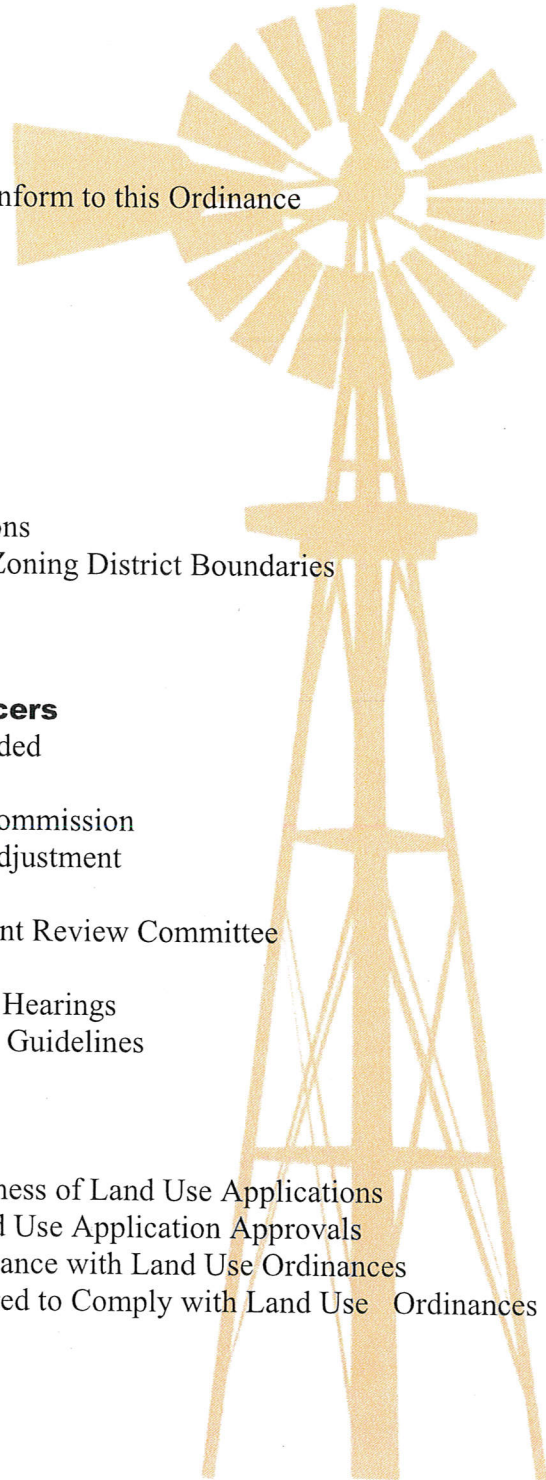 nform to this Ordinance
ons
Zoning District Boundaries
cers
ded
ommission
djustment
nt Review Committee
Hearings
Guidelines
ness of Land Use Applications
d Use Application Approvals
ance with Land Use Ordinances
ed to Comply with Land Use Ordinances